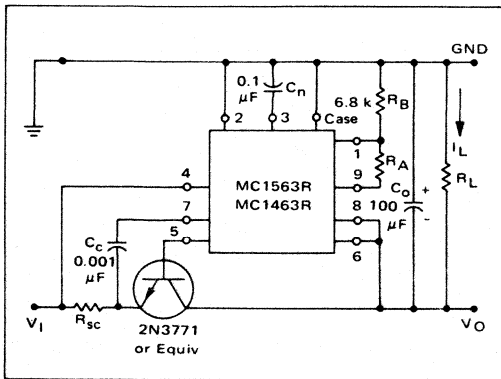 GND
0.1
μF
Cn
6.8 k
RB
2
3
Case
1
RA
IL
4
9
Co
+
RL
MC1563R
MC1463R
7
8
100
μF
-
Cc
0.001
μF
5
6
VI
Rsc
VO
2N3771
or Equiv